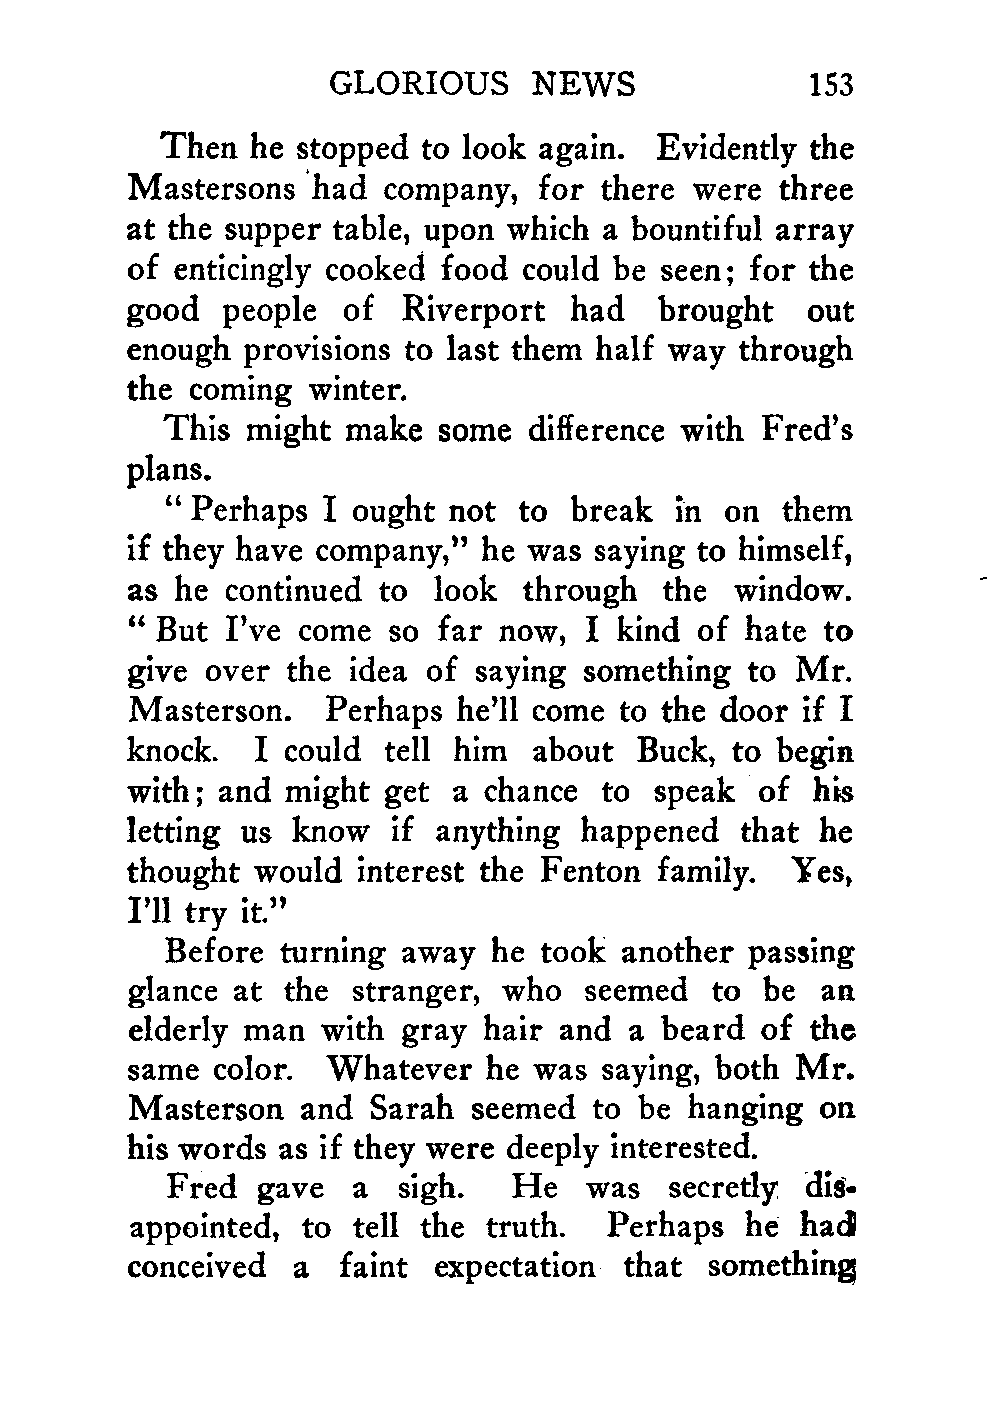 GLORIOUS NEWS 153
Then he stopped to look again. Evidently the
Mastersons had company, for there were three
at the supper table, upon which a bountiful array
of enticingly cooked food could be seen; for the
good people of Riverport had brought out
enough provisions to last them half way through
the coming winter.
This might make some difference with Fred's
plans.
" Perhaps I ought not to break in on them
if they have company," he was saying to himself,
as he continued to look through the window.
" But I've come so far now, I kind of hate to
give over the idea of saying something to Mr.
Masterson. Perhaps he'll come to the door if I
knock. I could tell him about Buck, to begin
with; and might get a chance to speak of his
letting us know if anything happened that he
thought would interest the Fenton family. Yes,
I'll try it."
Before turning away he took another passing
glance at the stranger, who seemed to be an
elderly man with gray hair and a beard of the
same color. Whatever he was saying, both Mr.
Masterson and Sarah seemed to be hanging on
his words as if they were deeply interested.
Fred gave a sigh. He was secretly dis-
appointed, to tell the truth. Perhaps he had
conceived a faint expectation that something